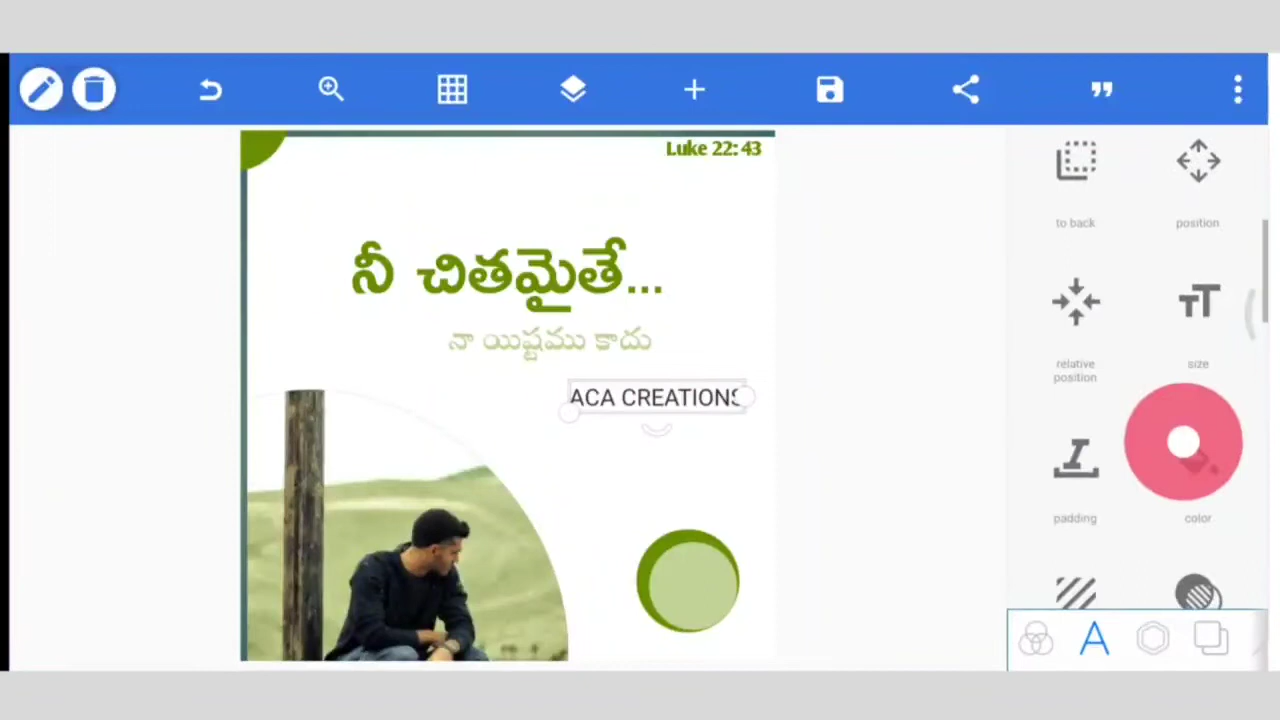 Luke 22:43
నీ చితమైతే...
నా యిష్టము కాదు
ACA CREATIONS
to back
position
relative
position
size
padding
color